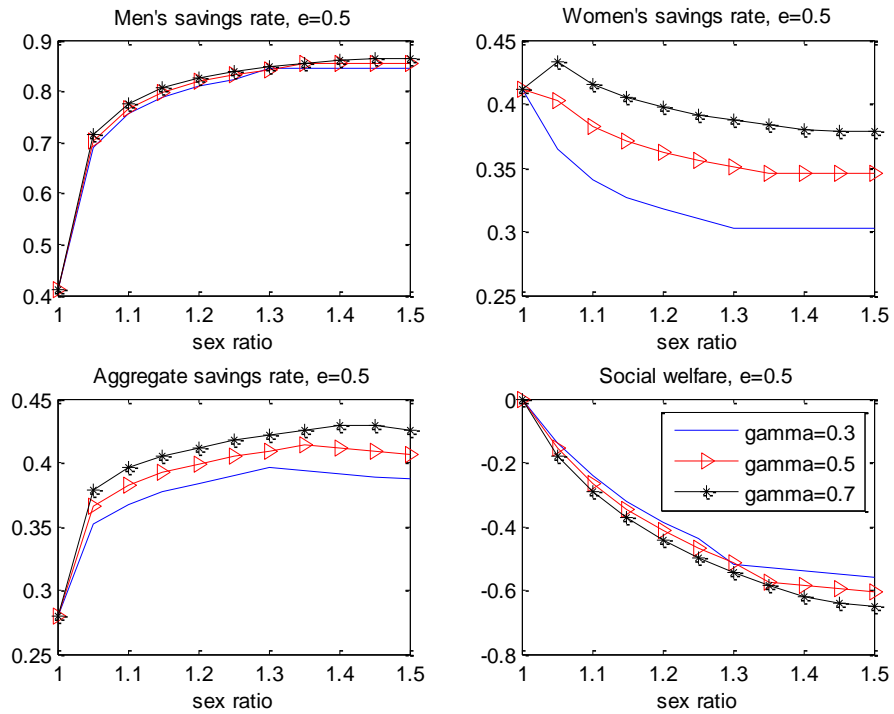 Men's savings rate, e=0.5
0.9
0.8
0.7
0.6
0.5
0.4
1 1.1 1.2 1.3 1.4 1.5
sex ratio
Women's savings rate, e=0.5
0.45
0.4
0.35
0.3
0.25
1 1.1 1.2 1.3 1.4 1.5
sex ratio
Aggregate savings rate, e=0.5
0.45
0.4
0.35
0.3
0.25
1 1.1 1.2 1.3 1.4 1.5
sex ratio
Social welfare, e=0.5
0
-0.2
-0.4
-0.6
-0.8
gamma=0.3
gamma=0.5
gamma=0.7
1 1.1 1.2 1.3 1.4 1.5
sex ratio